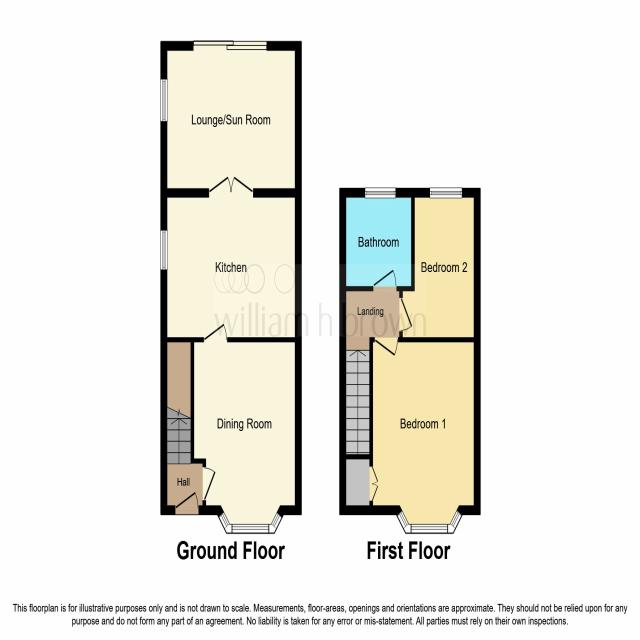 Lounge/Sun Room
Kitchen
Dining Room
Hall
Ground Floor
Bathroom
Bedroom 2
Landing
Bedroom 1
First Floor
william h brown
This floorplan is for illustrative purposes only and is not drawn to scale. Measurements, floor-areas, openings and orientations are approximate. They should not be relied upon for any
purpose and do not form any part of an agreement. No liability is taken for any error or mis-statement. All parties must rely on their own inspections.